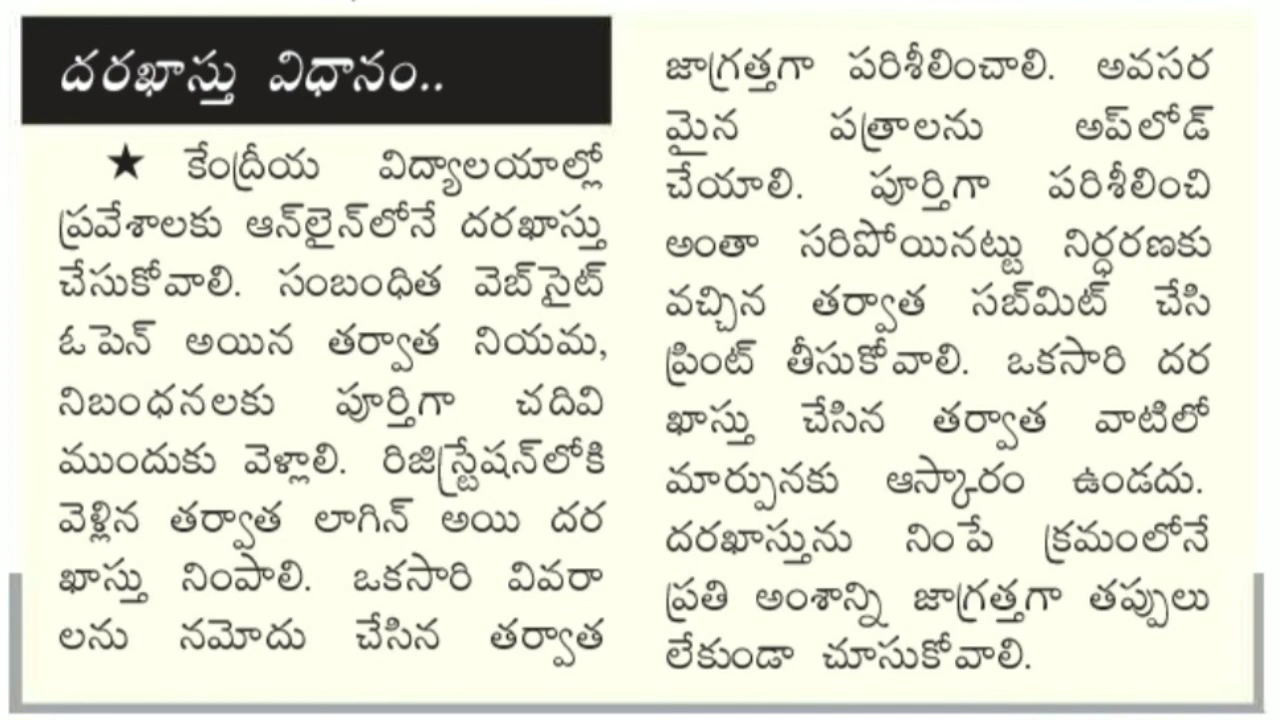 దరఖాస్తు విధానం..
★ కేంద్రీయ విద్యాలయాల్లో
ప్రవేశాలకు ఆన్‌లైన్‌లోనే దరఖాస్తు
చేసుకోవాలి. సంబంధిత వెబ్‌సైట్
ఓపెన్ అయిన తర్వాత నియమ,
నిబంధనలకు పూర్తిగా చదివి
ముందుకు వెళ్లాలి. రిజిస్ట్రేషన్‌లోకి
వెళ్లిన తర్వాత లాగిన్ అయి దర
ఖాస్తు నింపాలి. ఒకసారి వివరా
లను నమోదు చేసిన తర్వాత
జాగ్రత్తగా పరిశీలించాలి. అవసర
మైన పత్రాలను అప్‌లోడ్
చేయాలి. పూర్తిగా పరిశీలించి
అంతా సరిపోయినట్టు నిర్ధరణకు
వచ్చిన తర్వాత సబ్‌మిట్ చేసి
ప్రింట్ తీసుకోవాలి. ఒకసారి దర
ఖాస్తు చేసిన తర్వాత వాటిలో
మార్పునకు ఆస్కారం ఉండదు.
దరఖాస్తును నింపే క్రమంలోనే
ప్రతి అంశాన్ని జాగ్రత్తగా తప్పులు
లేకుండా చూసుకోవాలి.